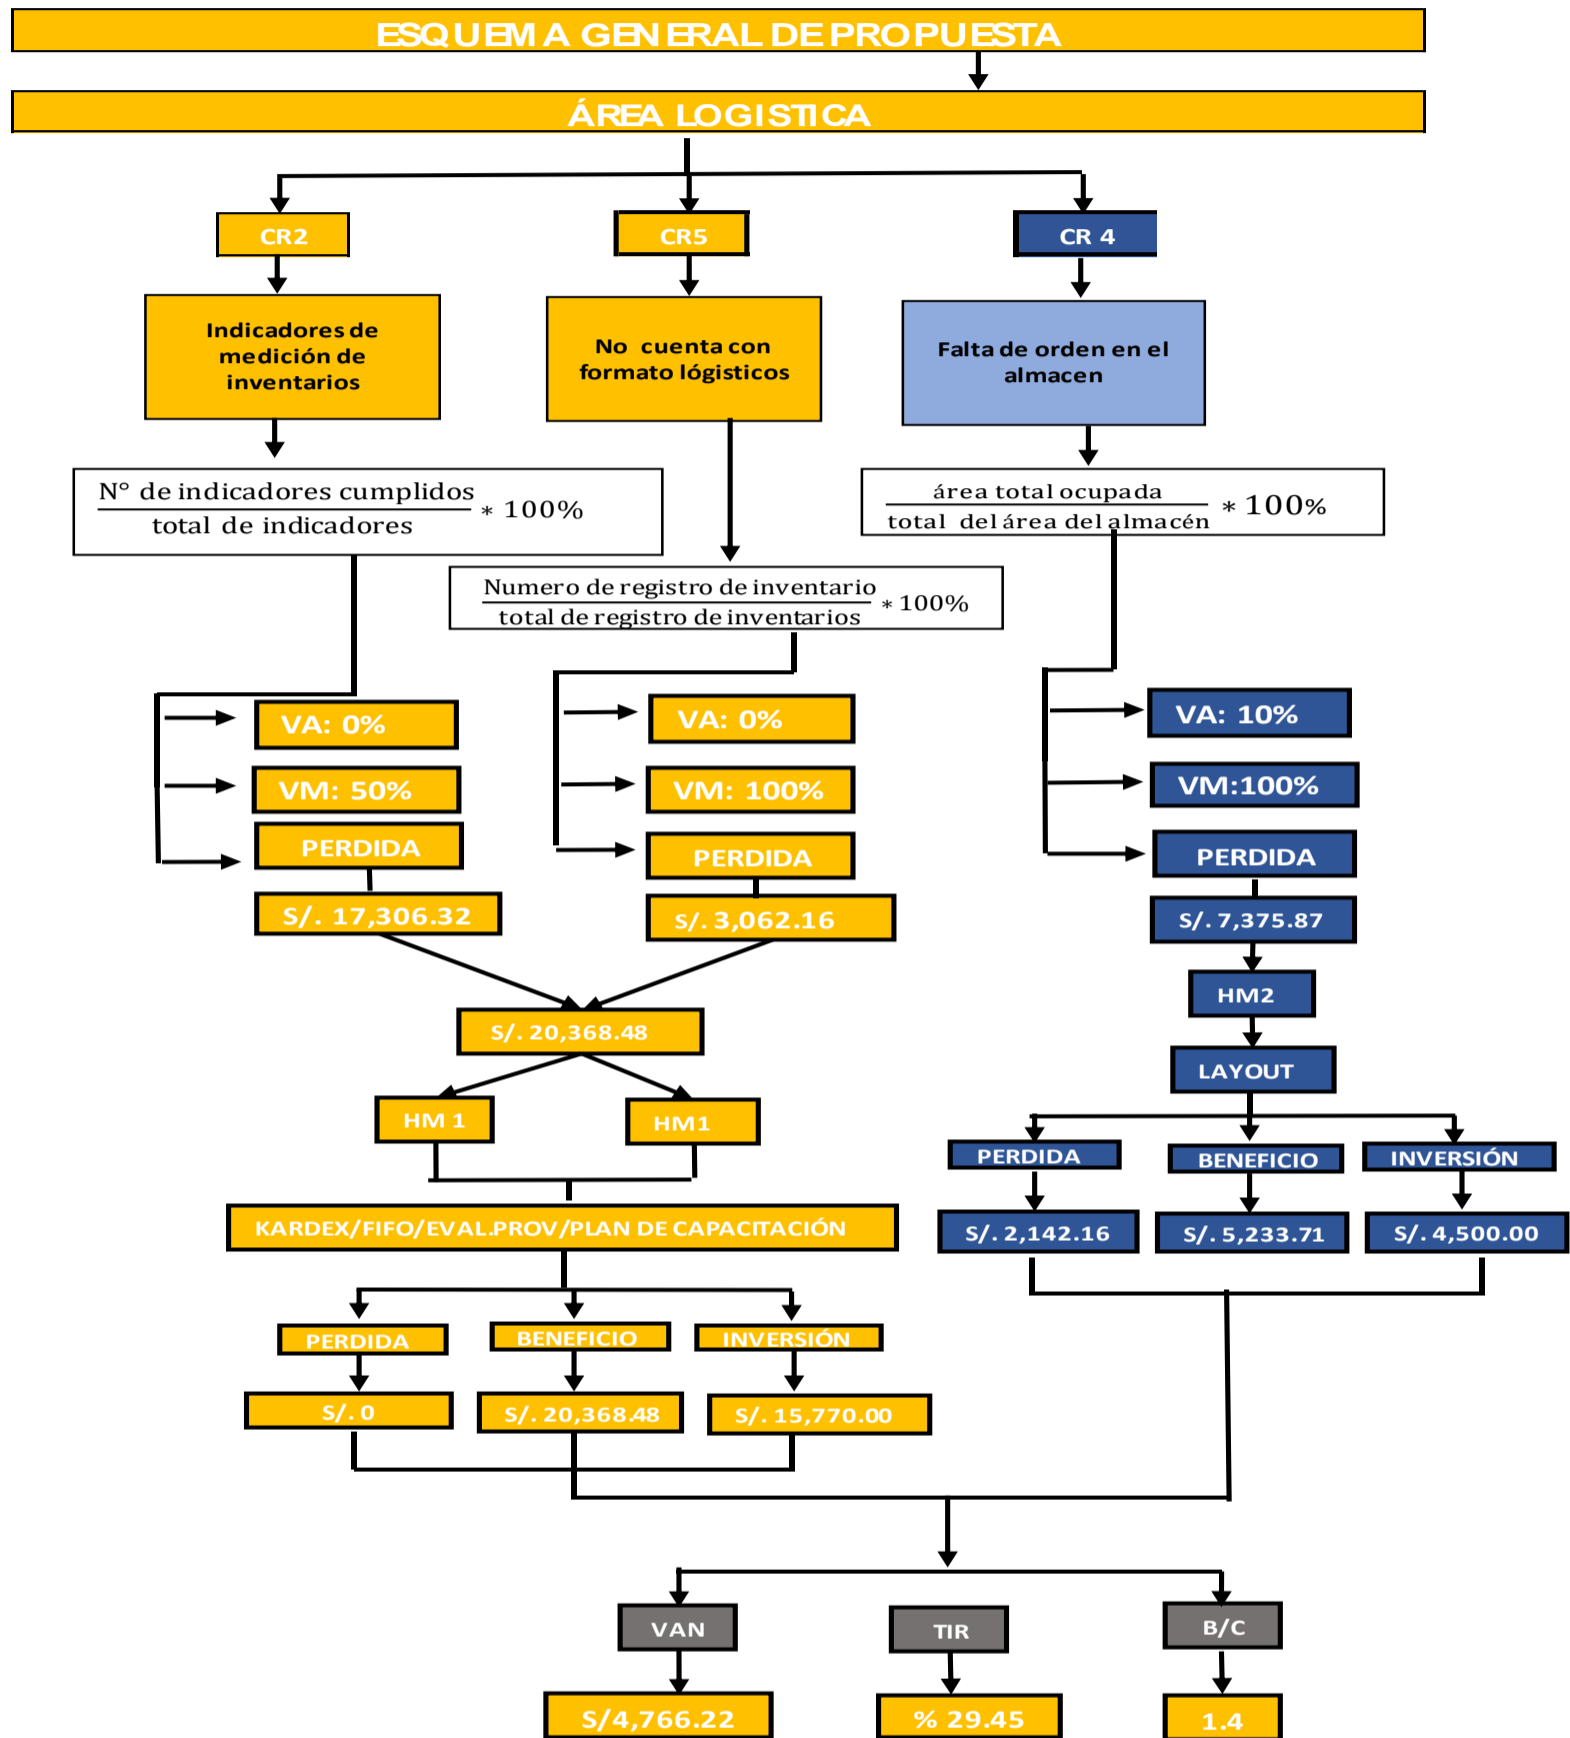 ESQUEMA GENERAL DE PROPUESTA
ÁREA LOGISTICA
CR2
CR5
CR 4
Indicadores de
medición de
inventarios
No cuenta con
formato lógisticos
Falta de orden en el
almacen
N° de indicadores cumplidos
total de indicadores
* 100%
área total ocupada
total del área del almacén
* 100%
Numero de registro de inventario
total de registro de inventarios
* 100%
VA: 0%
VM: 50%
PERDIDA
S/. 17,306.32
VA: 0%
VM: 100%
PERDIDA
S/. 3,062.16
VA: 10%
VM:100%
PERDIDA
S/. 7,375.87
HM2
LAYOUT
S/. 20,368.48
HM 1
HM1
KARDEX/FIFO/EVAL.PROV/PLAN DE CAPACITACIÓN
PERDIDA
BENEFICIO
INVERSIÓN
S/. 2,142.16
S/. 5,233.71
S/. 4,500.00
PERDIDA
BENEFICIO
INVERSIÓN
S/. 0
S/. 20,368.48
S/. 15,770.00
VAN
TIR
B/C
S/4,766.22
% 29.45
1.4